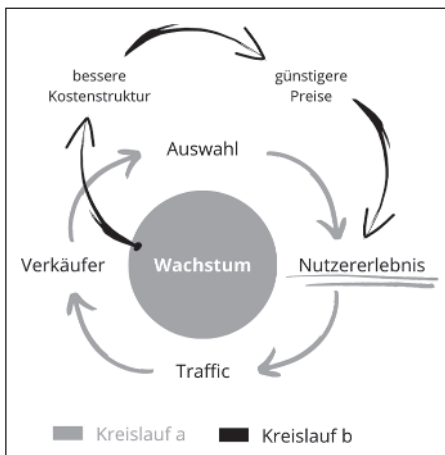 bessere
Kostenstruktur
günstigere
Preise
Auswahl
Verkäufer
Wachstum
Nutzererlebnis
Traffic
Kreislauf a
Kreislauf b